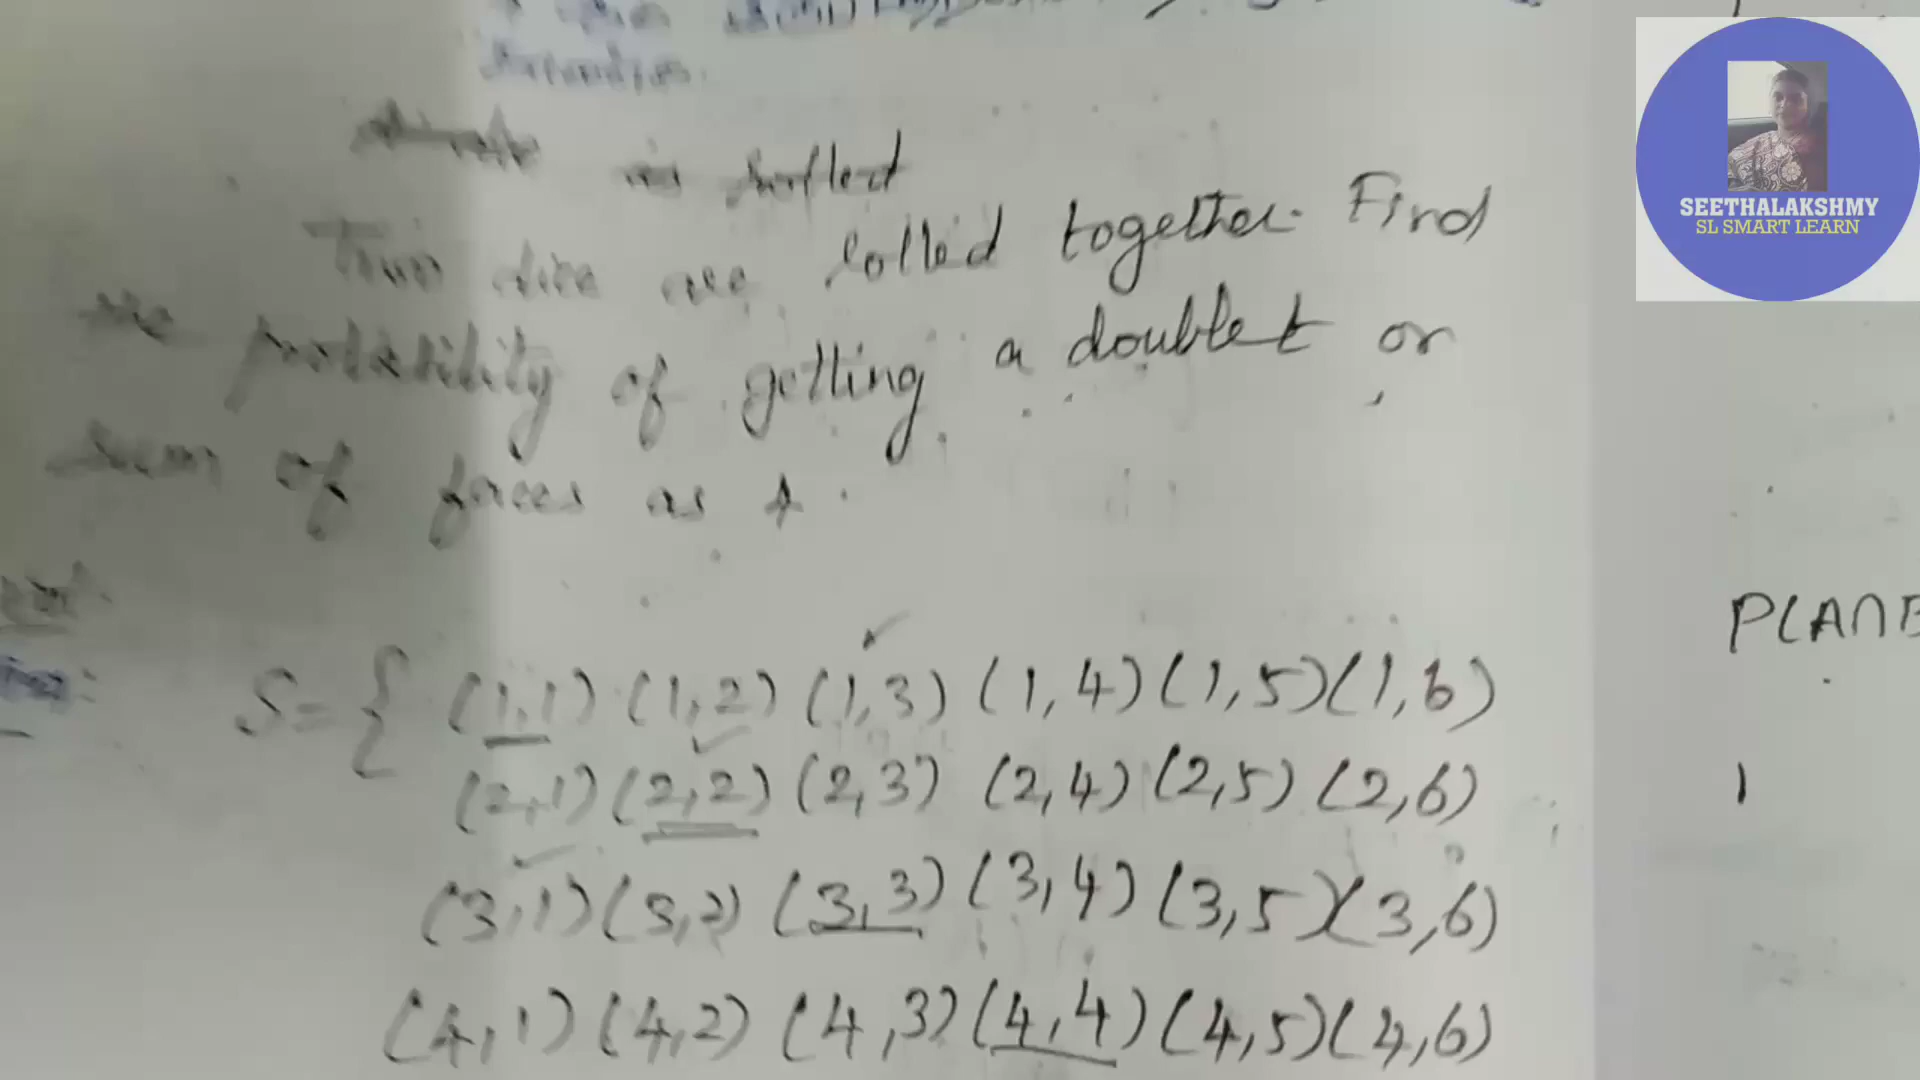 is rolled
Two dice are rolled together. Find
the probability of getting a doublet or
sum of faces as 4.
S = { (1,1) (1,2) (1,3) (1,4) (1,5) (1,6)
(2,1) (2,2) (2,3) (2,4) (2,5) (2,6)
(3,1) (3,2) (3,3) (3,4) (3,5) (3,6)
(4,1) (4,2) (4,3) (4,4) (4,5) (4,6)
P(A∩B
1
SEETHALAKSHMY
SL SMART LEARN